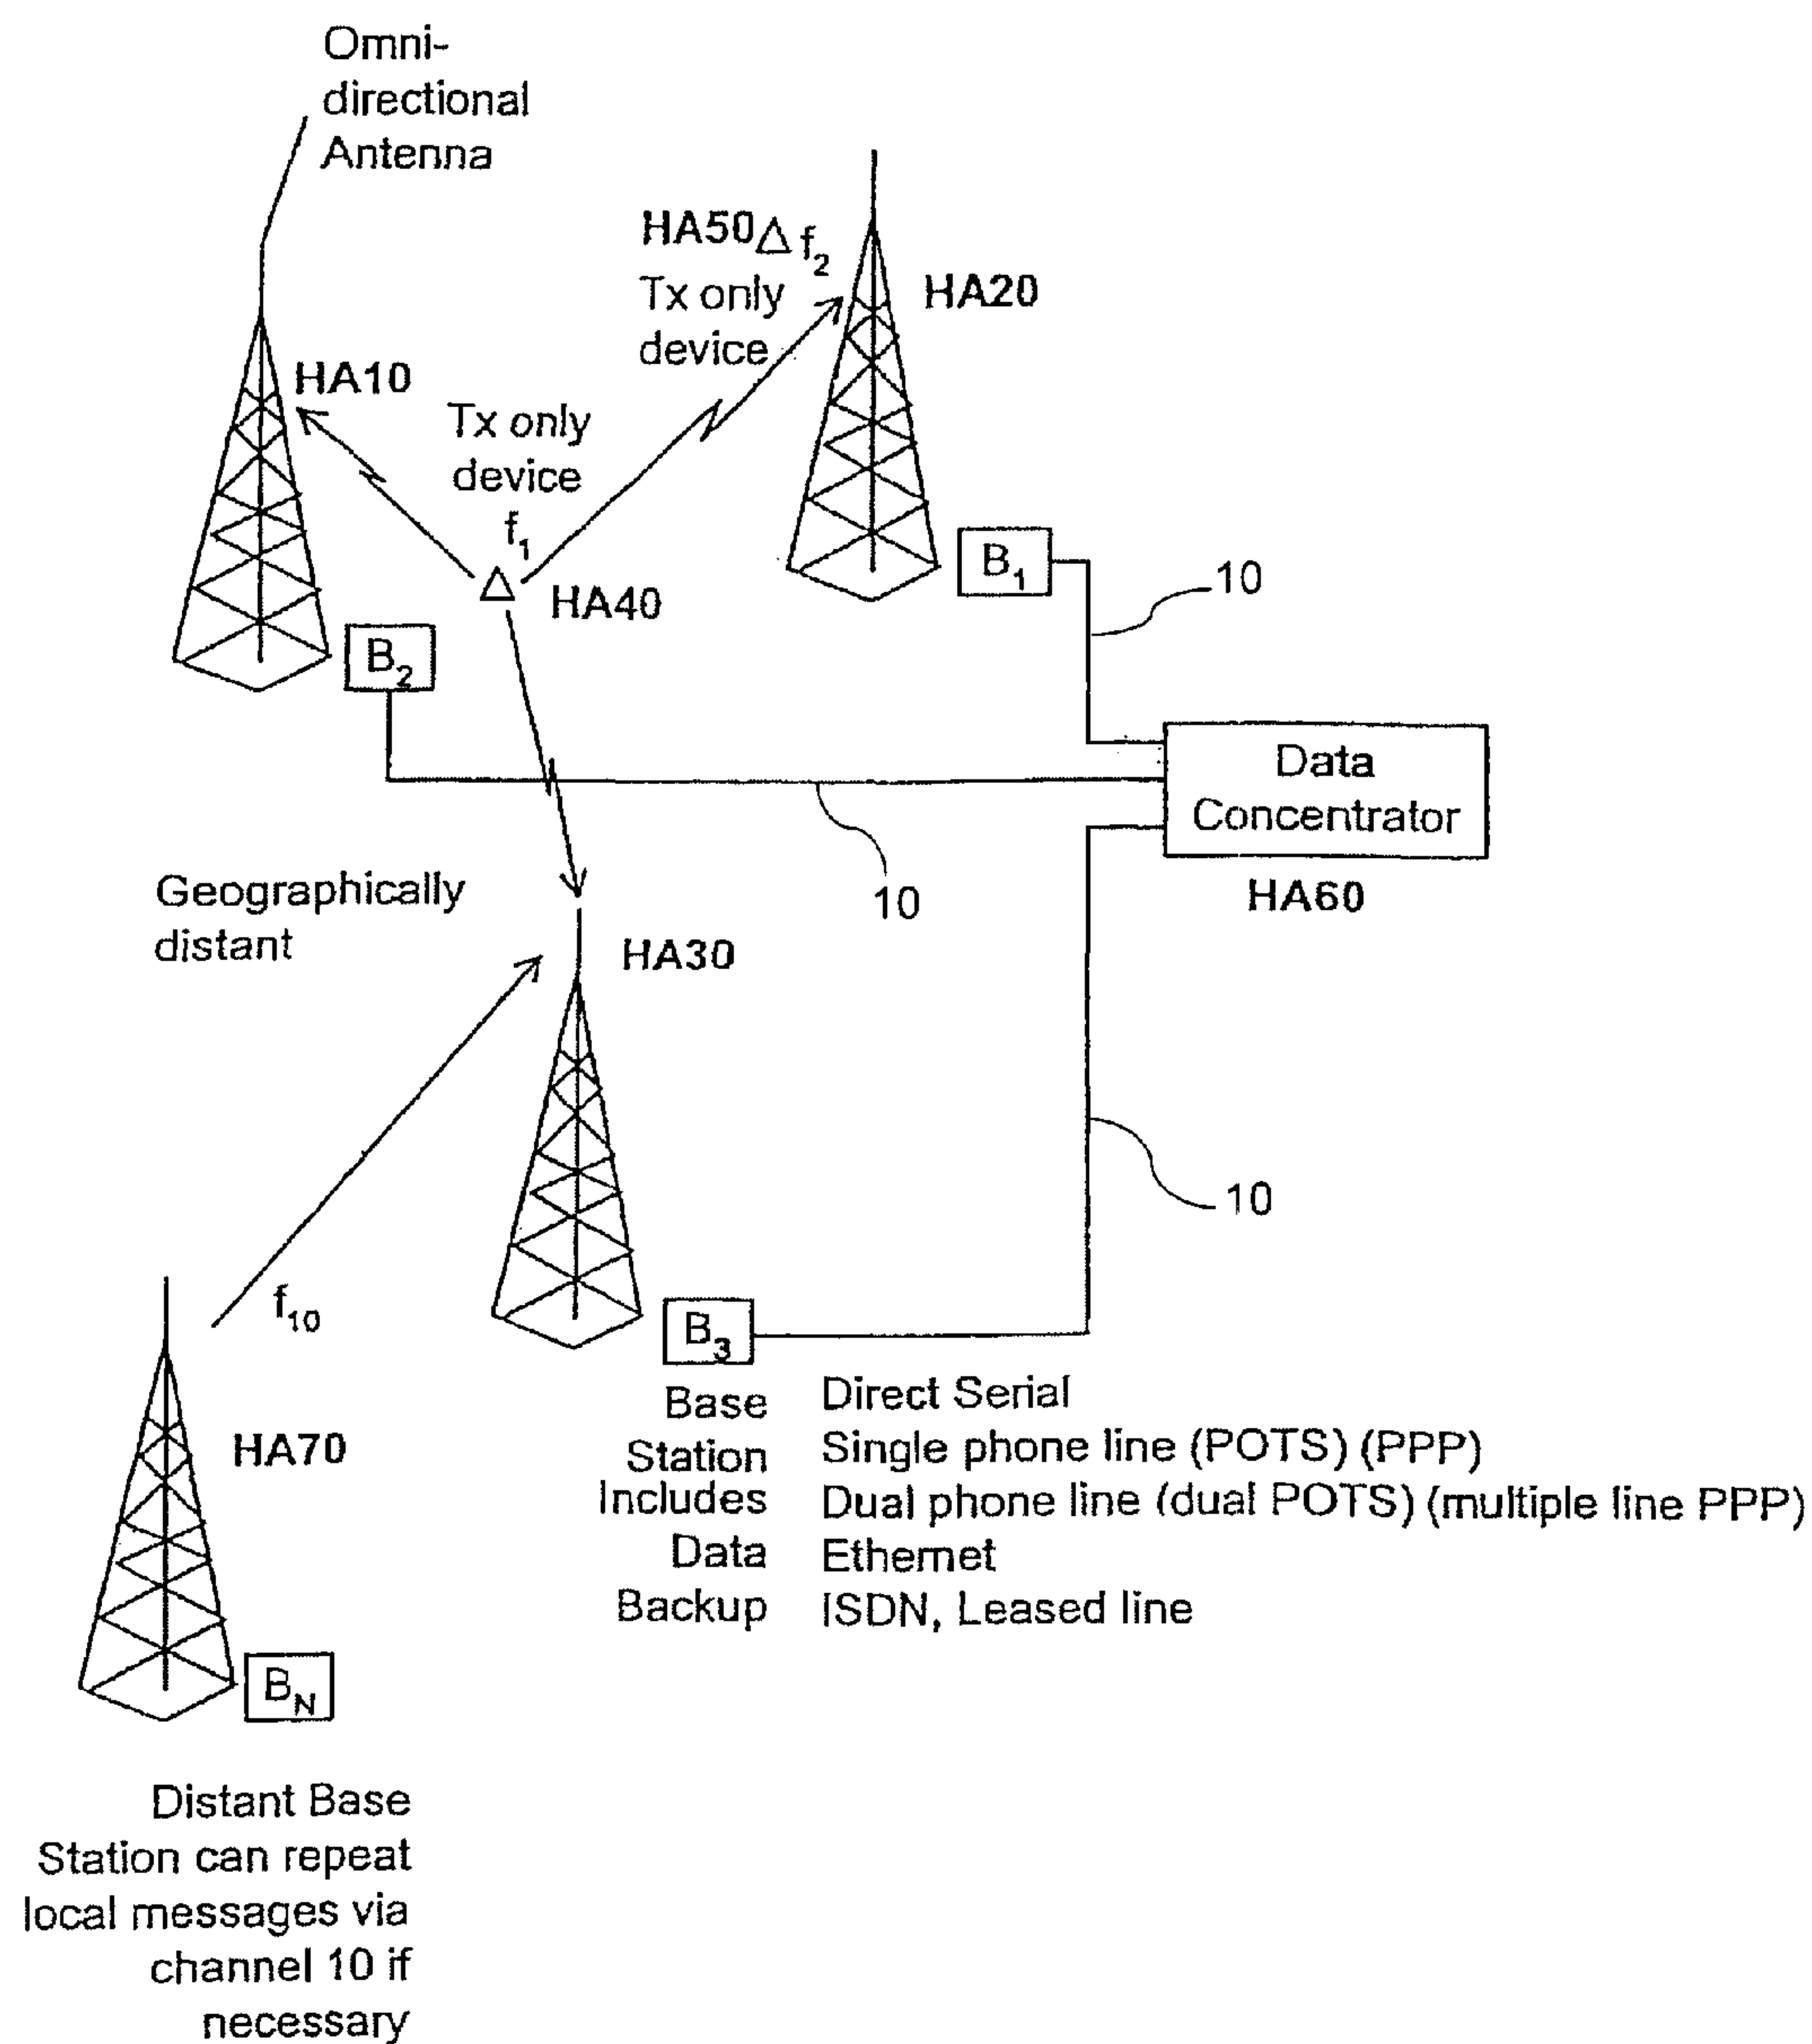 Omni-
directional
Antenna
HA50 Δ f₂
Tx only
device
HA20
HA10
Tx only
device
f₁
Δ HA40
B₁
10
B₂
Data
Concentrator
HA60
10
Geographically
distant
HA30
10
f₁₀
B₃
HA70
Base
Station
Includes
Data
Backup
Direct Serial
Single phone line (POTS) (PPP)
Dual phone line (dual POTS) (multiple line PPP)
Ethernet
ISDN, Leased line
B_N
Distant Base
Station can repeat
local messages via
channel 10 if
necessary